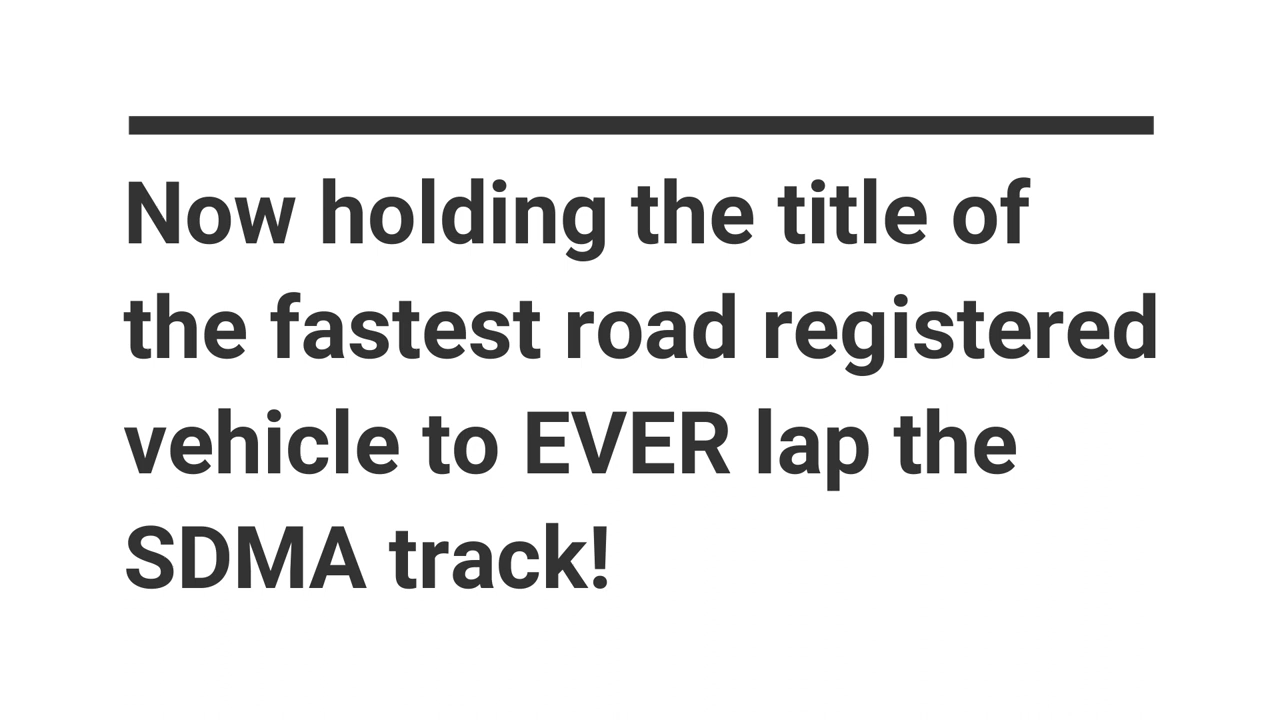 Now holding the title of
the fastest road registered
vehicle to EVER lap the
SDMA track!